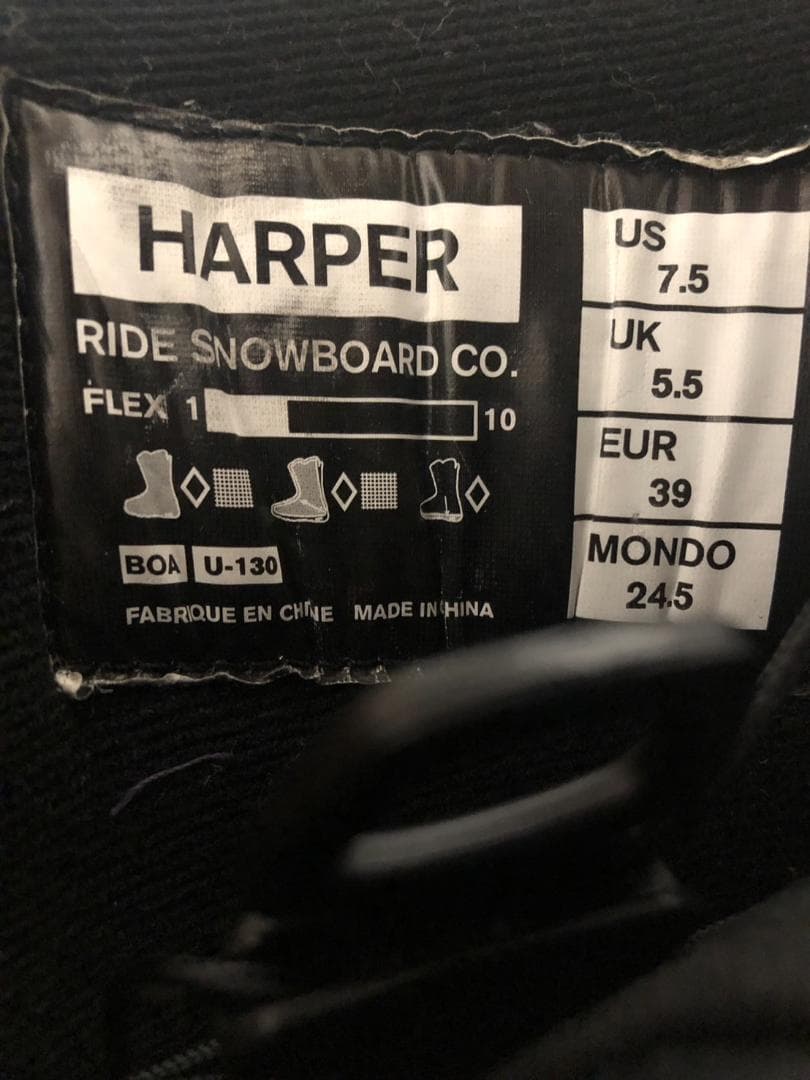 HARPER
RIDE SNOWBOARD CO.
FLEX 1 10
BOA U-130
FABRIQUE EN CHINE MADE IN CHINA
US
7.5
UK
5.5
EUR
39
MONDO
24.5